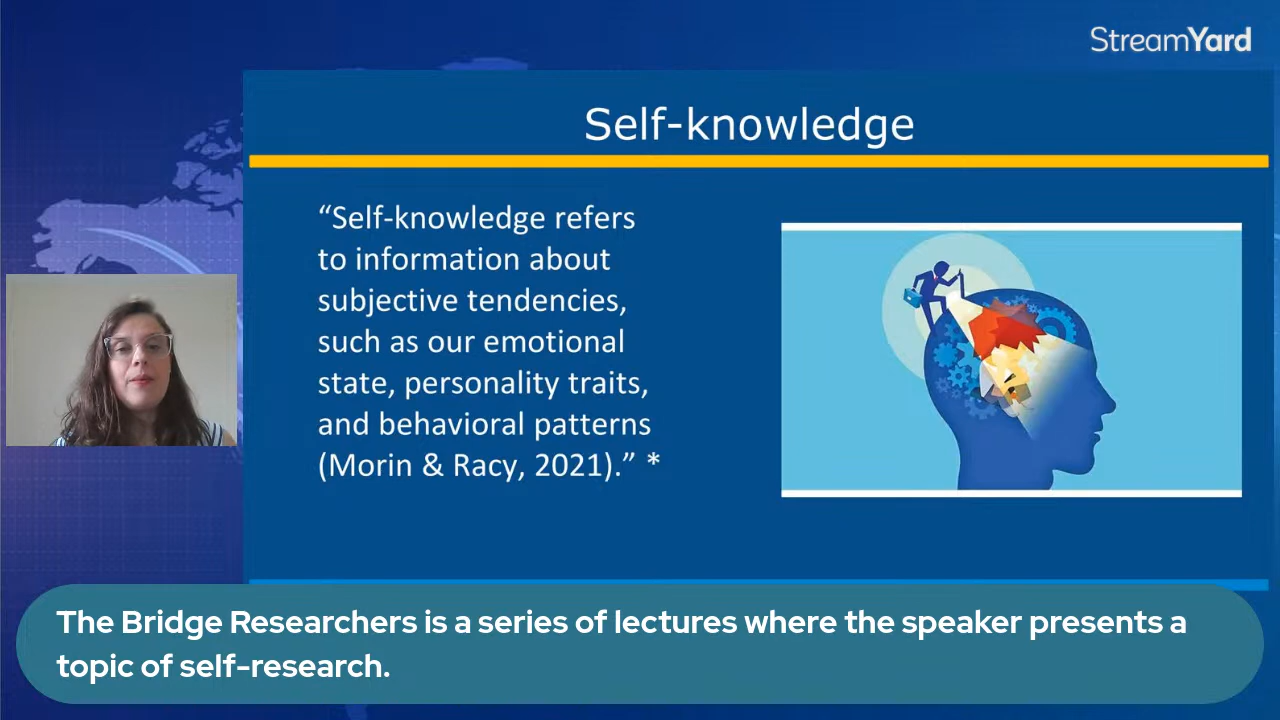 StreamYard
Self-knowledge
“Self-knowledge refers
to information about
subjective tendencies,
such as our emotional
state, personality traits,
and behavioral patterns
(Morin & Racy, 2021).” *
The Bridge Researchers is a series of lectures where the speaker presents a
topic of self-research.